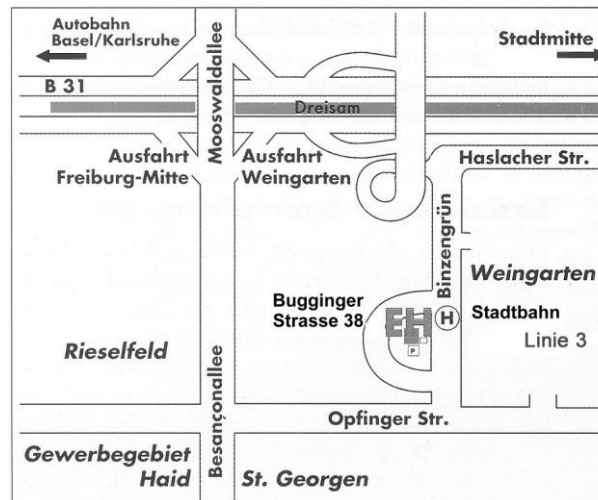 Autobahn
Basel/Karlsruhe
Stadtmitte
B 31
Mooswaldallee
Dreisam
Ausfahrt
Freiburg-Mitte
Ausfahrt
Weingarten
Haslacher Str.
Binzengrün
Weingarten
Bugginger
Strasse 38
EH
H
Stadtbahn
Linie 3
P
Rieselfeld
Besançonallee
Opfinger Str.
Gewerbegebiet
Haid
St. Georgen